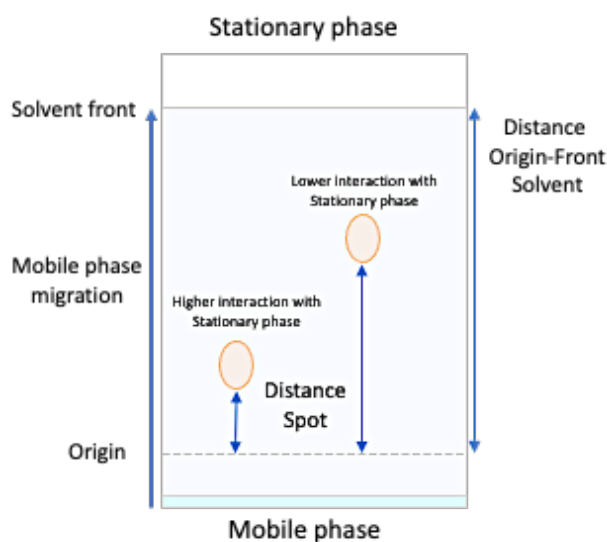 Stationary phase
Solvent front
Distance
Origin-Front
Solvent
Lower interaction with
Stationary phase
Mobile phase
migration
Higher interaction with
Stationary phase
Distance
Spot
Origin
Mobile phase